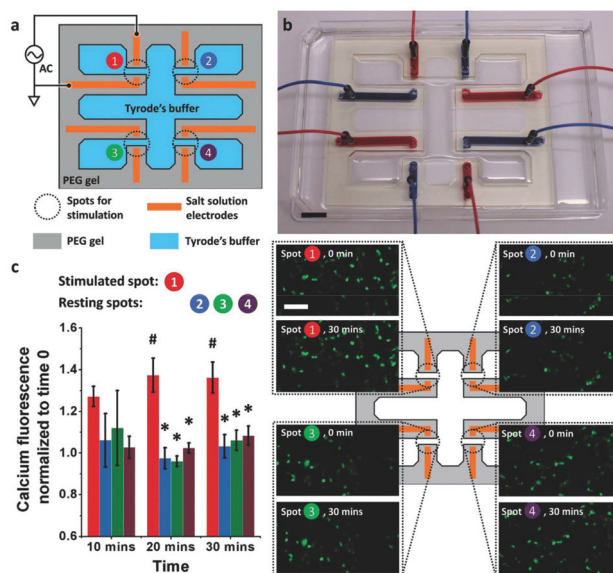 a
AC
1
2
Tyrode's buffer
3
4
PEG gel
Spots for
stimulation
Salt solution
electrodes
PEG gel
Tyrode's buffer
b
c
Stimulated spot: 1
Resting spots: 2 3 4
Calcium fluorescence
normalized to time 0
1.6
1.4
1.2
1.0
0.8
0.6
#
#
* * *
* * *
10 mins
20 mins
30 mins
Time
Spot 1, 0 min
Spot 1, 30 mins
Spot 2, 0 min
Spot 2, 30 mins
Spot 3, 0 min
Spot 3, 30 mins
Spot 4, 0 min
Spot 4, 30 mins